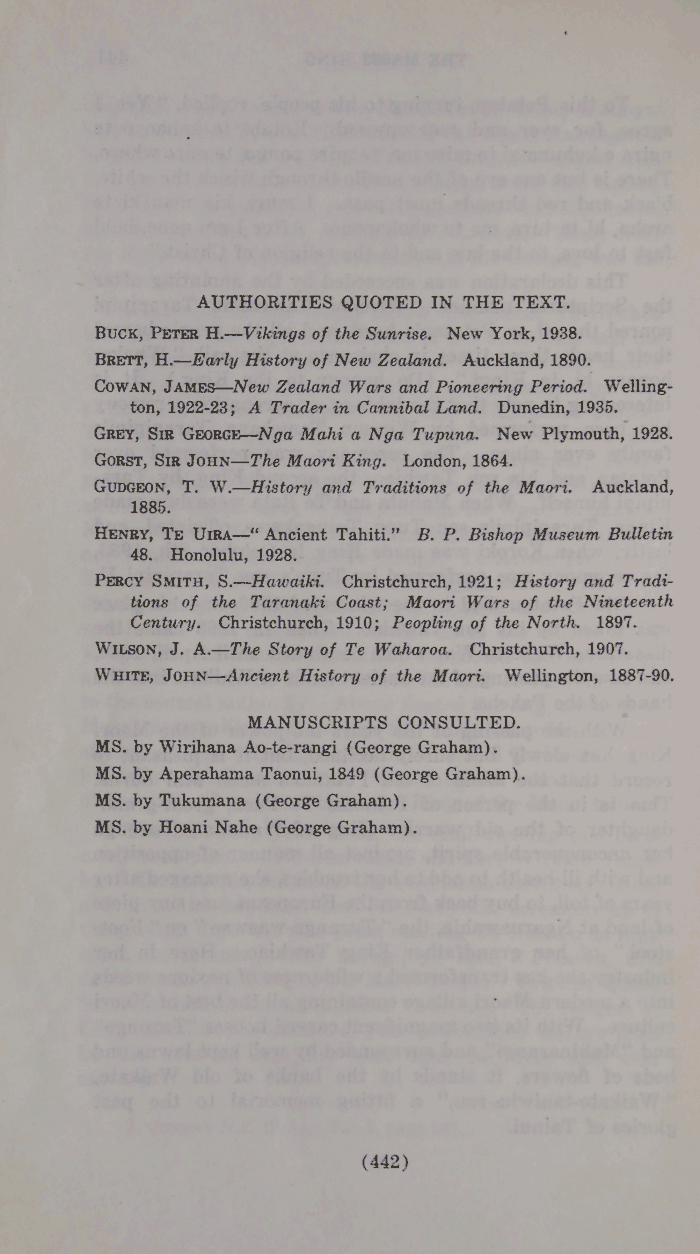 AUTHORITIES QUOTED IN THE TEXT.
BUCK, PETER H.—Vikings of the Sunrise. New York, 1938.
BRETT, H.—Early History of New Zealand. Auckland, 1890.
COWAN, JAMES—New Zealand Wars and Pioneering Period. Welling-
ton, 1922-23; A Trader in Cannibal Land. Dunedin, 1935.
GREY, SIR GEORGE—Nga Mahi a Nga Tupuna. New Plymouth, 1928.
GORST, SIR JOHN—The Maori King. London, 1864.
GUDGEON, T. W.—History and Traditions of the Maori. Auckland,
1885.
HENRY, TE UIRA—“ Ancient Tahiti.” B. P. Bishop Museum Bulletin
48. Honolulu, 1928.
PERCY SMITH, S.—Hawaiki. Christchurch, 1921; History and Tradi-
tions of the Taranaki Coast; Maori Wars of the Nineteenth
Century. Christchurch, 1910; Peopling of the North. 1897.
WILSON, J. A.—The Story of Te Waharoa. Christchurch, 1907.
WHITE, JOHN—Ancient History of the Maori. Wellington, 1887-90.
MANUSCRIPTS CONSULTED.
MS. by Wirihana Ao-te-rangi (George Graham).
MS. by Aperahama Taonui, 1849 (George Graham).
MS. by Tukumana (George Graham).
MS. by Hoani Nahe (George Graham).
(442)